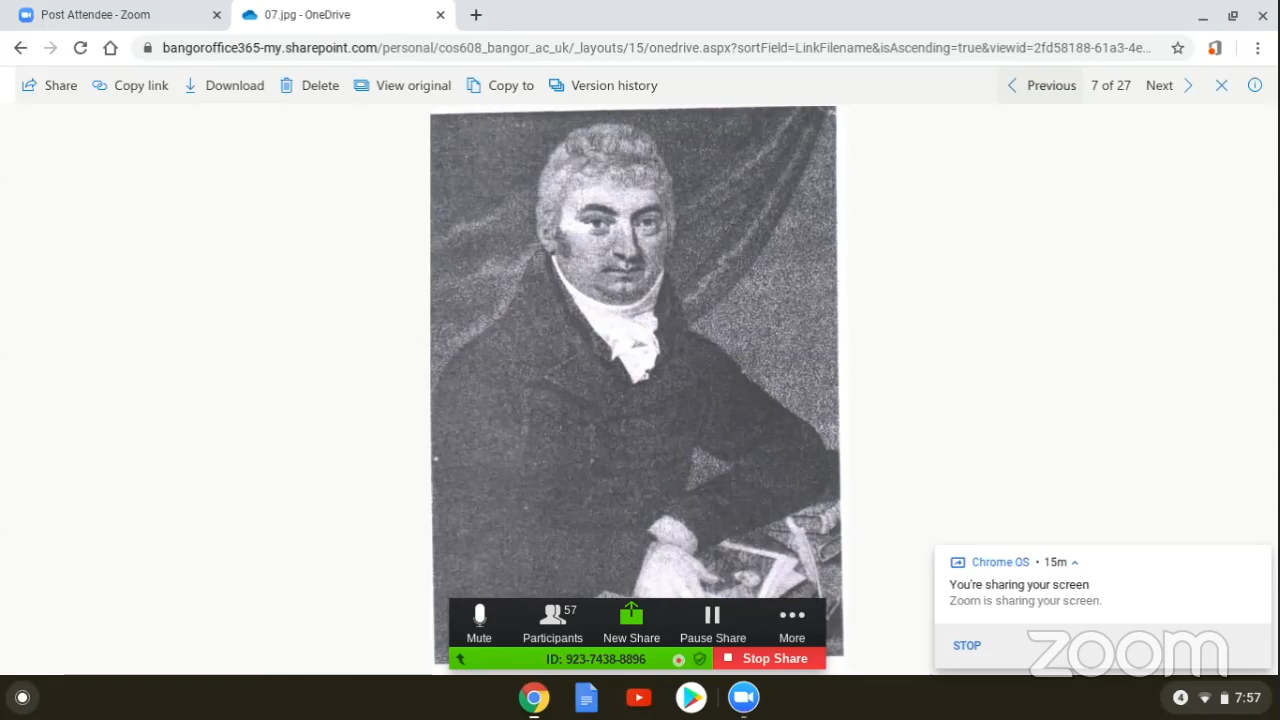 Post Attendee - Zoom
07.jpg - OneDrive
bangoroffice365-my.sharepoint.com/personal/cos608_bangor_ac_uk/_layouts/15/onedrive.aspx?sortField=LinkFilename&isAscending=true&viewid=2fd58188-61a3-4e...
Share Copy link Download Delete View original Copy to Version history Previous 7 of 27 Next
Chrome OS • 15m
You're sharing your screen
Zoom is sharing your screen.
STOP
zoom
57
Mute Participants New Share Pause Share More
ID: 923-7438-8896 Stop Share
4 7:57